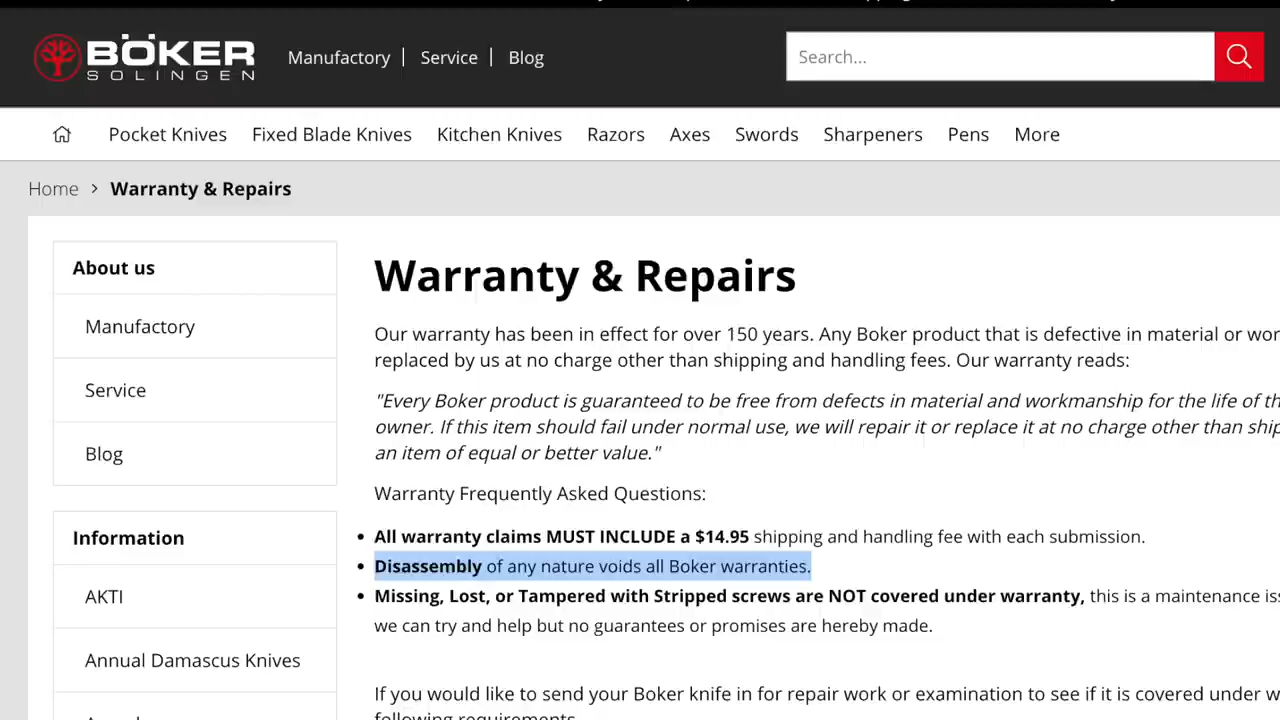 BÖKER
SOLINGEN
Manufactory | Service | Blog
Search...
Pocket Knives Fixed Blade Knives Kitchen Knives Razors Axes Swords Sharpeners Pens More
Home > Warranty & Repairs
About us
Manufactory
Service
Blog
Information
AKTI
Annual Damascus Knives
Warranty & Repairs
Our warranty has been in effect for over 150 years. Any Boker product that is defective in material or wor
replaced by us at no charge other than shipping and handling fees. Our warranty reads:
"Every Boker product is guaranteed to be free from defects in material and workmanship for the life of th
owner. If this item should fail under normal use, we will repair it or replace it at no charge other than ship
an item of equal or better value."
Warranty Frequently Asked Questions:
• All warranty claims MUST INCLUDE a $14.95 shipping and handling fee with each submission.
• Disassembly of any nature voids all Boker warranties.
• Missing, Lost, or Tampered with Stripped screws are NOT covered under warranty, this is a maintenance iss
we can try and help but no guarantees or promises are hereby made.
If you would like to send your Boker knife in for repair work or examination to see if it is covered under w
following requirements